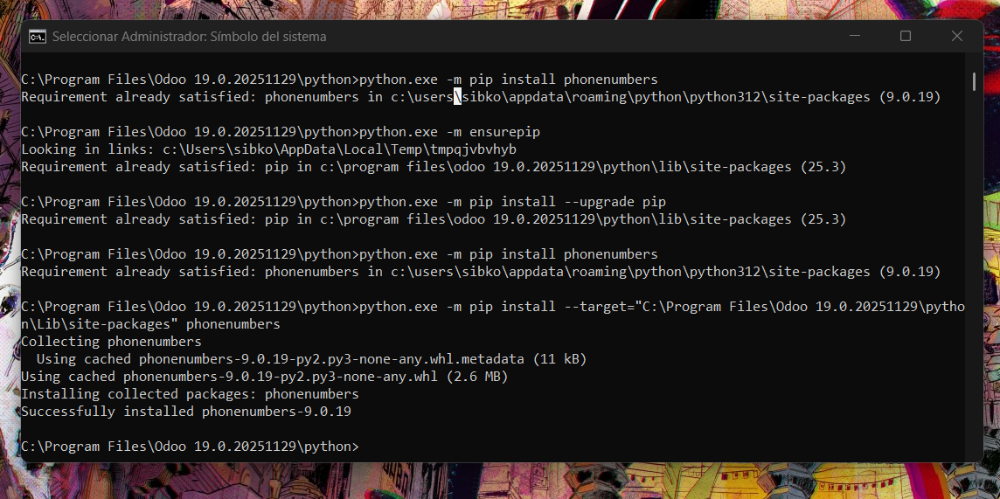 Seleccionar Administrador: Símbolo del sistema
C:\Program Files\Odoo 19.0.20251129\python>python.exe -m pip install phonenumbers
Requirement already satisfied: phonenumbers in c:\users\sibko\appdata\roaming\python\python312\site-packages (9.0.19)
C:\Program Files\Odoo 19.0.20251129\python>python.exe -m ensurepip
Looking in links: c:\Users\sibko\AppData\Local\Temp\tmpqjvbvhyb
Requirement already satisfied: pip in c:\program files\odoo 19.0.20251129\python\lib\site-packages (25.3)
C:\Program Files\Odoo 19.0.20251129\python>python.exe -m pip install --upgrade pip
Requirement already satisfied: pip in c:\program files\odoo 19.0.20251129\python\lib\site-packages (25.3)
C:\Program Files\Odoo 19.0.20251129\python>python.exe -m pip install phonenumbers
Requirement already satisfied: phonenumbers in c:\users\sibko\appdata\roaming\python\python312\site-packages (9.0.19)
C:\Program Files\Odoo 19.0.20251129\python>python.exe -m pip install --target="C:\Program Files\Odoo 19.0.20251129\pytho
n\Lib\site-packages" phonenumbers
Collecting phonenumbers
  Using cached phonenumbers-9.0.19-py2.py3-none-any.whl.metadata (11 kB)
Using cached phonenumbers-9.0.19-py2.py3-none-any.whl (2.6 MB)
Installing collected packages: phonenumbers
Successfully installed phonenumbers-9.0.19
C:\Program Files\Odoo 19.0.20251129\python>